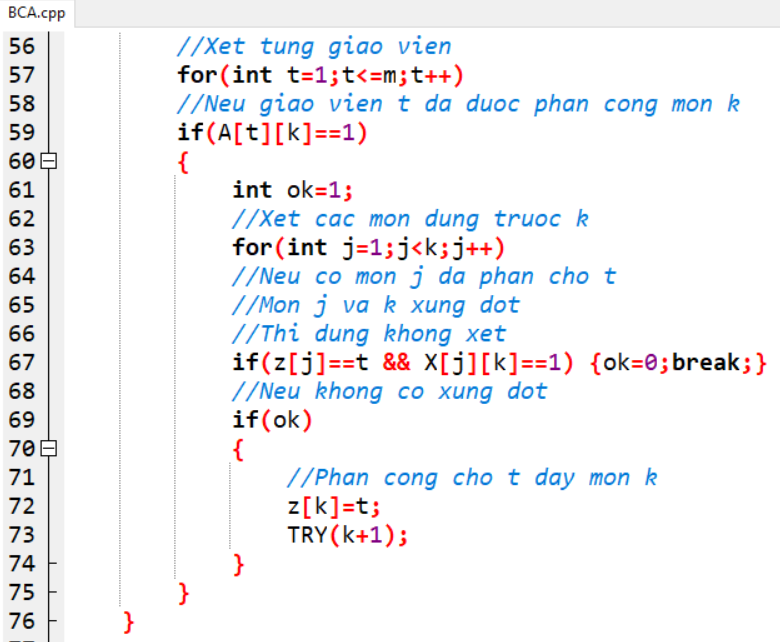 BCA.cpp
56 //Xet tung giao vien
57 for(int t=1;t<=m;t++)
58 //Neu giao vien t da duoc phan cong mon k
59 if(A[t][k]==1)
60 {
61 int ok=1;
62 //Xet cac mon dung truoc k
63 for(int j=1;j<k;j++)
64 //Neu co mon j da phan cho t
65 //Mon j va k xung dot
66 //Thi dung khong xet
67 if(z[j]==t && X[j][k]==1) {ok=0;break;}
68 //Neu khong co xung dot
69 if(ok)
70 {
71 //Phan cong cho t day mon k
72 z[k]=t;
73 TRY(k+1);
74 }
75 }
76 }